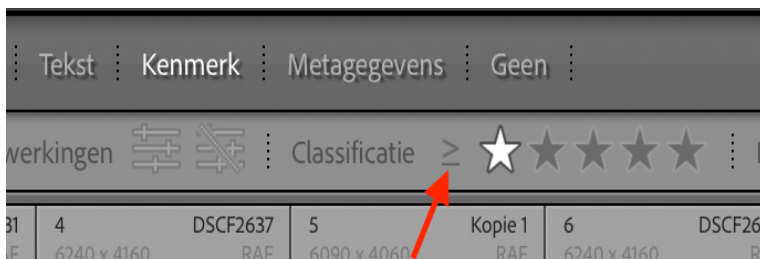 Tekst Kenmerk Metagegevens Geen
werkingen Classificatie ≥
4 DSCF2637 5 Kopie 1 6 DSCF26
6240 x 4160 RAF 6090 x 4060 RAF 6240 x 4160